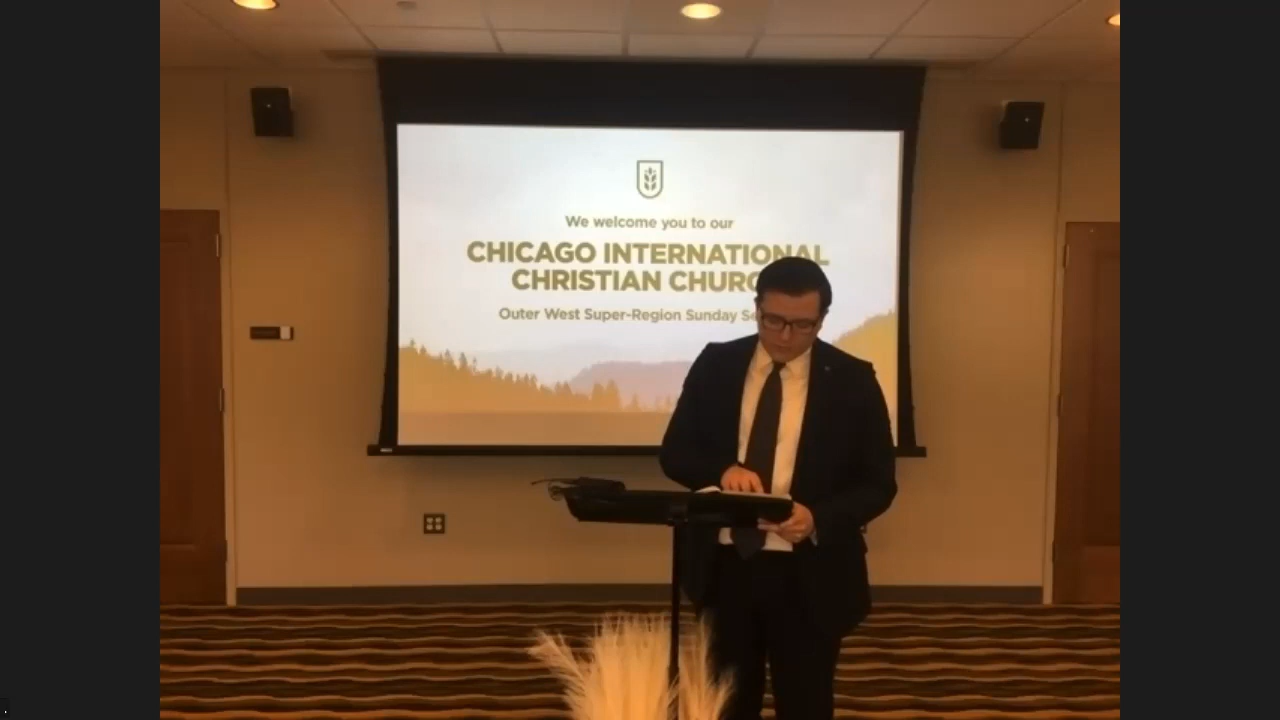 We welcome you to our
CHICAGO INTERNATIONAL
CHRISTIAN
Outer West Super-Region Sunday